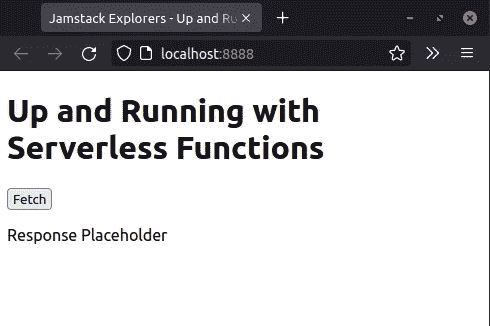 Jamstack Explorers - Up and Ru
localhost:8888
Up and Running with
Serverless Functions
Fetch
Response Placeholder